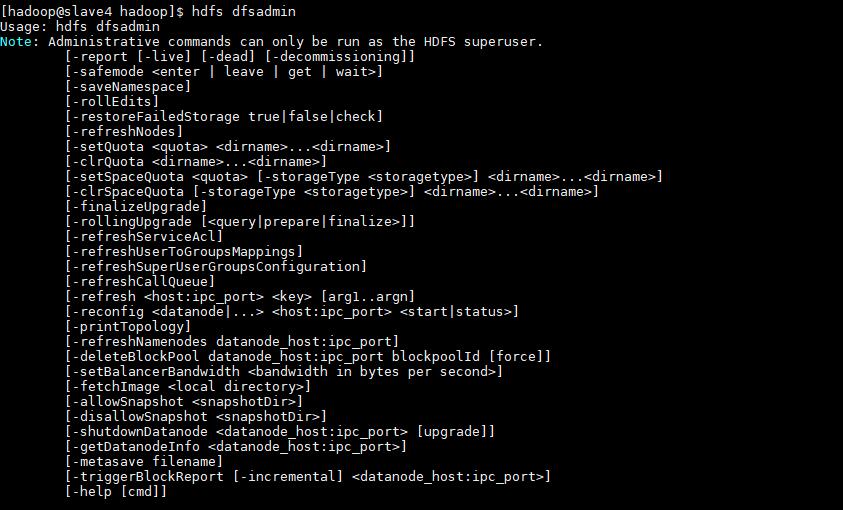 [hadoop@slave4 hadoop]$ hdfs dfsadmin
Usage: hdfs dfsadmin
Note: Administrative commands can only be run as the HDFS superuser.
[-report [-live] [-dead] [-decommissioning]]
[-safemode <enter | leave | get | wait>]
[-saveNamespace]
[-rollEdits]
[-restoreFailedStorage true|false|check]
[-refreshNodes]
[-setQuota <quota> <dirname>...<dirname>]
[-clrQuota <dirname>...<dirname>]
[-setSpaceQuota <quota> [-storageType <storagetype>] <dirname>...<dirname>]
[-clrSpaceQuota [-storageType <storagetype>] <dirname>...<dirname>]
[-finalizeUpgrade]
[-rollingUpgrade [<query|prepare|finalize>]]
[-refreshServiceAcl]
[-refreshUserToGroupsMappings]
[-refreshSuperUserGroupsConfiguration]
[-refreshCallQueue]
[-refresh <host:ipc_port> <key> [arg1..argn]
[-reconfig <datanode|...> <host:ipc_port> <start|status>]
[-printTopology]
[-refreshNamenodes datanode_host:ipc_port]
[-deleteBlockPool datanode_host:ipc_port blockpoolId [force]]
[-setBalancerBandwidth <bandwidth in bytes per second>]
[-fetchImage <local directory>]
[-allowSnapshot <snapshotDir>]
[-disallowSnapshot <snapshotDir>]
[-shutdownDatanode <datanode_host:ipc_port> [upgrade]]
[-getDatanodeInfo <datanode_host:ipc_port>]
[-metasave filename]
[-triggerBlockReport [-incremental] <datanode_host:ipc_port>]
[-help [cmd]]